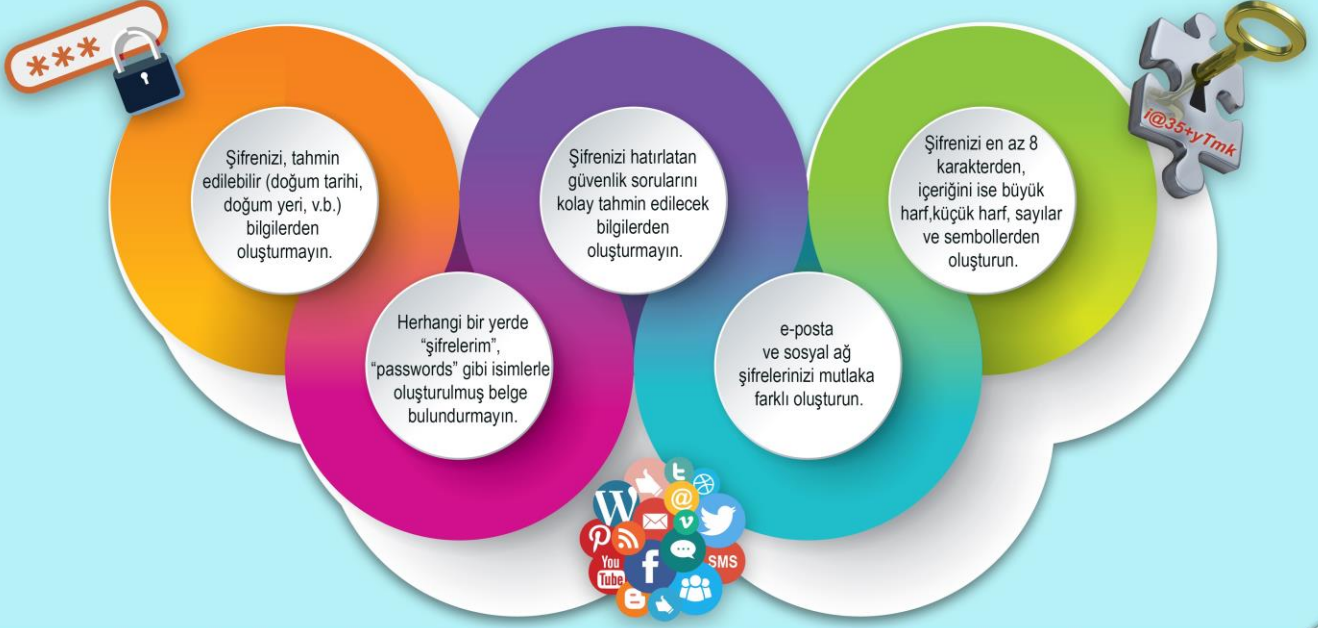 ***
Şifrenizi, tahmin
edilebilir (doğum tarihi,
doğum yeri, v.b.)
bilgilerden
oluşturmayın.
Herhangi bir yerde
“şifrelerim”,
“passwords” gibi isimlerle
oluşturulmuş belge
bulundurmayın.
Şifrenizi hatırlatan
güvenlik sorularını
kolay tahmin edilecek
bilgilerden
oluşturmayın.
e-posta
ve sosyal ağ
şifrelerinizi mutlaka
farklı oluşturun.
Şifrenizi en az 8
karakterden,
içeriğini ise büyük
harf,küçük harf, sayılar
ve sembollerden
oluşturun.
i@35+yTmk
You
Tube
SMS